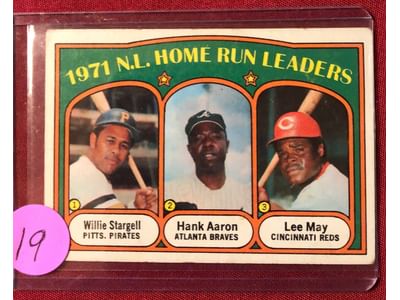 1971 N.L. HOME RUN LEADERS
P
A
C
1
2
3
Willie Stargell
PITTS. PIRATES
Hank Aaron
ATLANTA BRAVES
Lee May
CINCINNATI REDS
19